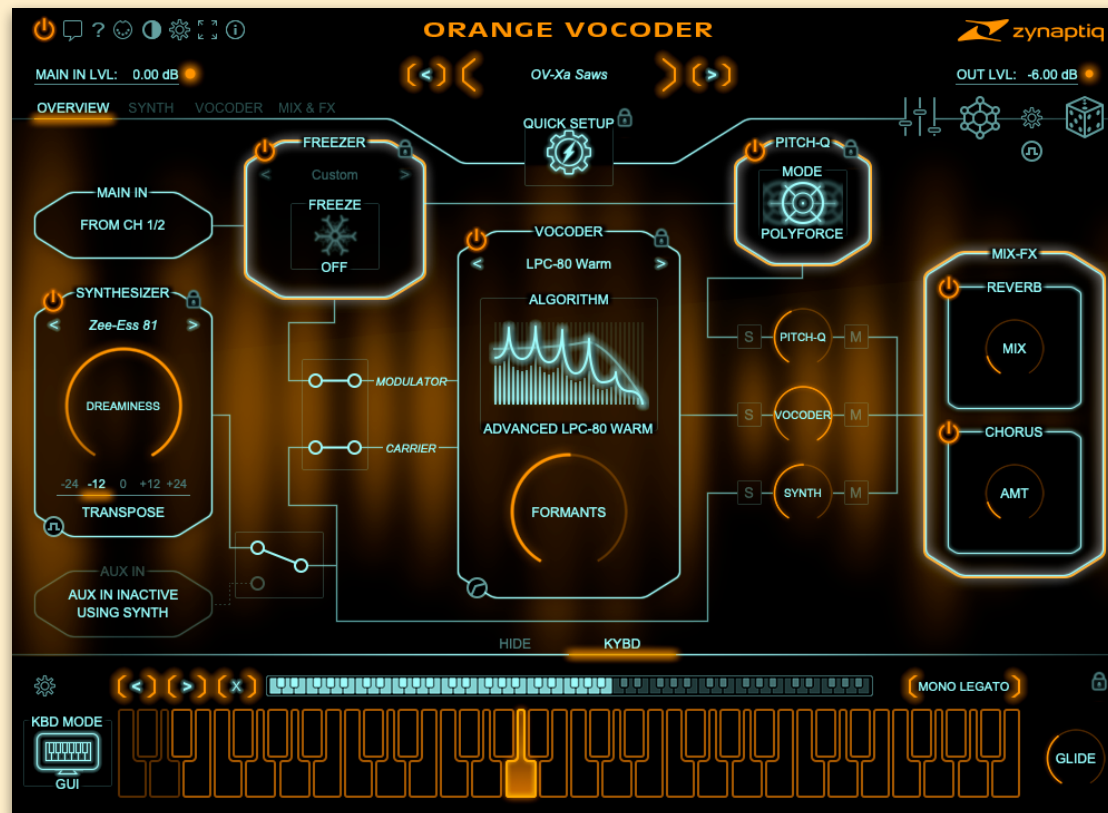 ?
ORANGE VOCODER
zynaptiq
MAIN IN LVL: 0.00 dB
< OV-Xa Saws >
OUT LVL: -6.00 dB
OVERVIEW SYNTH VOCODER MIX & FX
QUICK SETUP
FREEZER
< Custom >
FREEZE
OFF
PITCH-Q
MODE
POLYFORCE
MAIN IN
FROM CH 1/2
VOCODER
< LPC-80 Warm >
ALGORITHM
ADVANCED LPC-80 WARM
FORMANTS
MIX-FX
REVERB
MIX
CHORUS
AMT
SYNTHESIZER
< Zee-Ess 81 >
DREAMINESS
-24 -12 0 +12 +24
TRANSPOSE
MODULATOR
CARRIER
S PITCH-Q M
S VOCODER M
S SYNTH M
AUX IN
AUX IN INACTIVE
USING SYNTH
HIDE KYBD
< > X
MONO LEGATO
KBD MODE
GUI
GLIDE